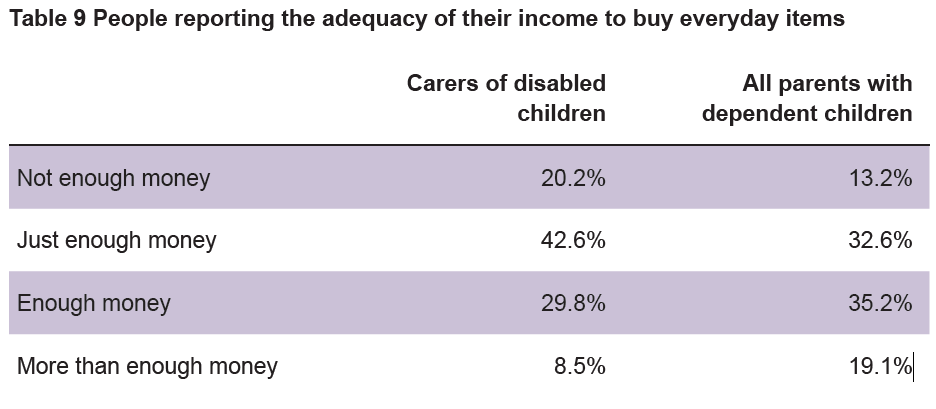 Table 9 People reporting the adequacy of their income to buy everyday items
Carers of disabled children All parents with dependent children
Not enough money 20.2% 13.2%
Just enough money 42.6% 32.6%
Enough money 29.8% 35.2%
More than enough money 8.5% 19.1%